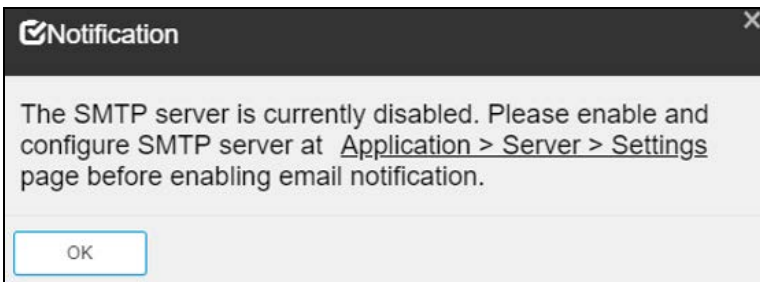 Notification
The SMTP server is currently disabled. Please enable and
configure SMTP server at Application > Server > Settings
page before enabling email notification.
OK